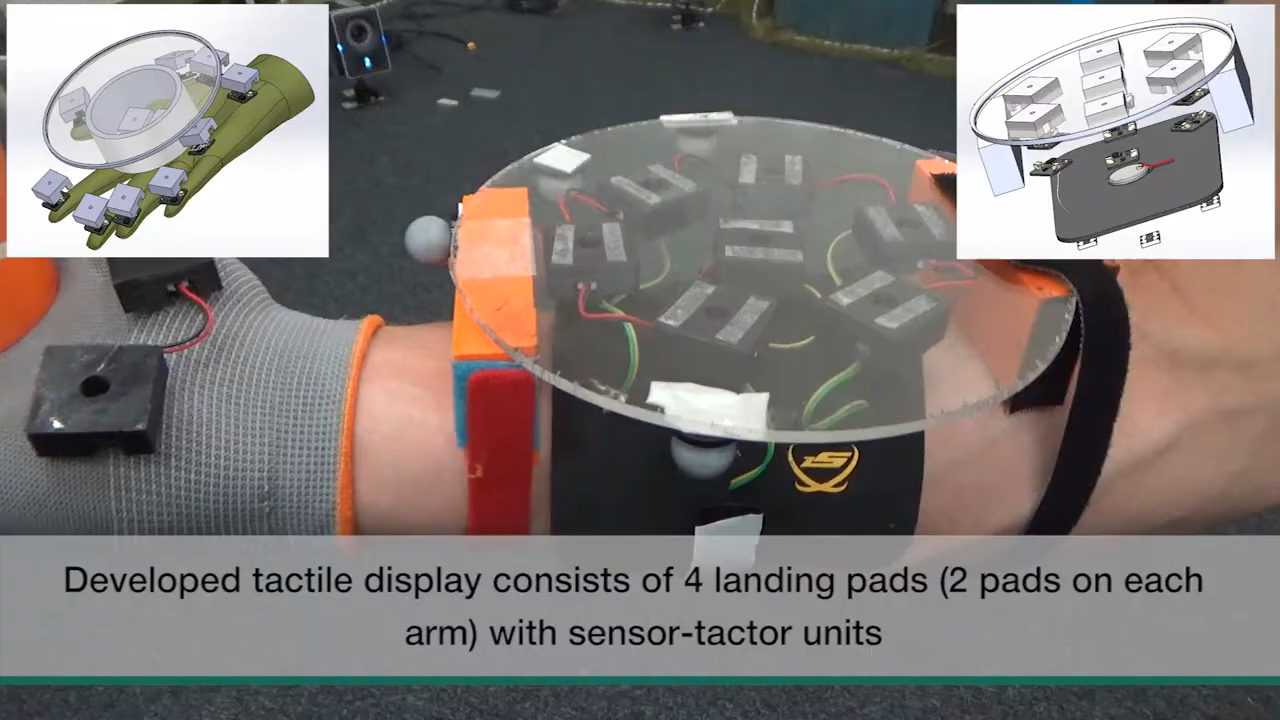 Developed tactile display consists of 4 landing pads (2 pads on each
arm) with sensor-tactor units